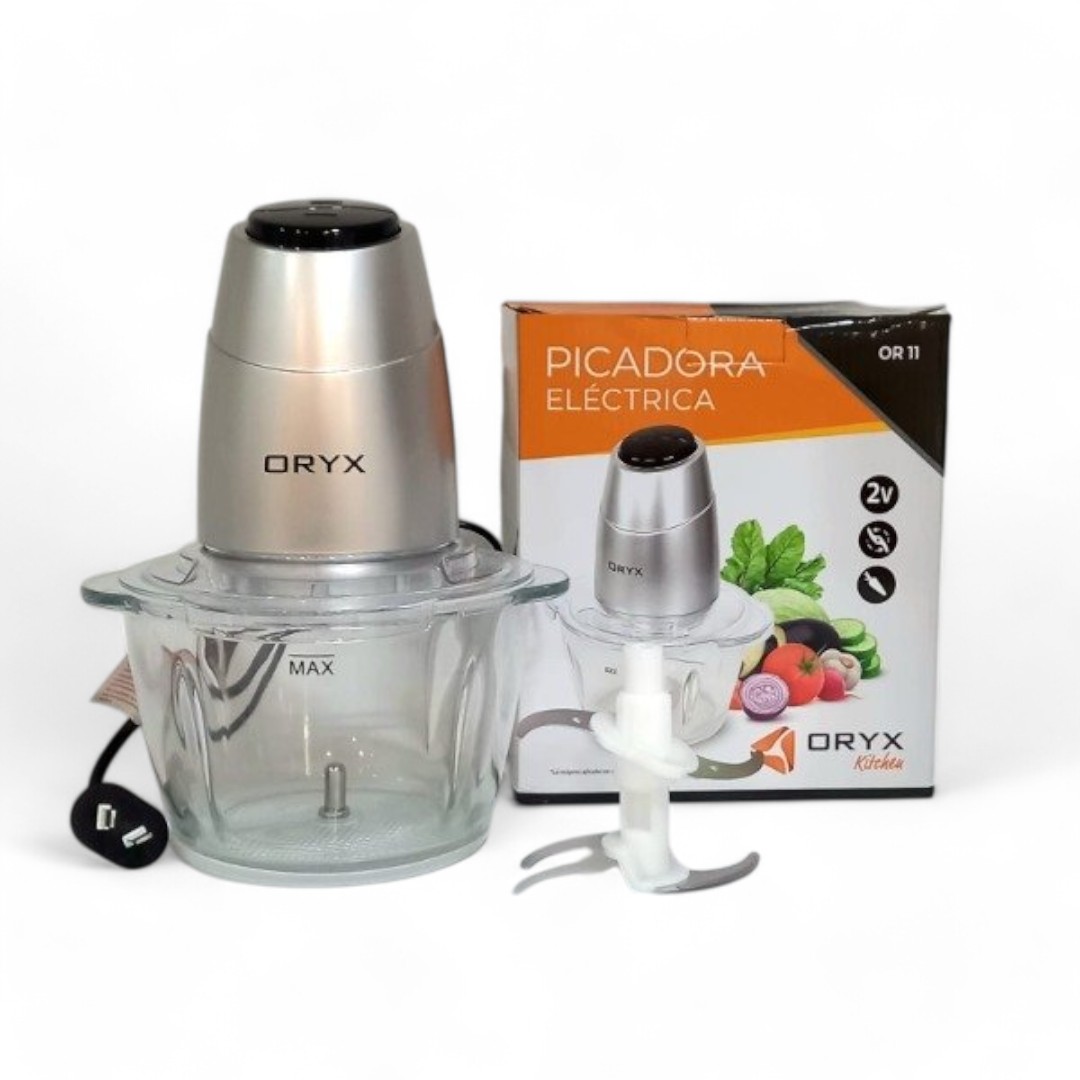 ORYX
MAX
PICADORA
ELÉCTRICA
OR 11
2v
ORYX
ORYX
Kitchen